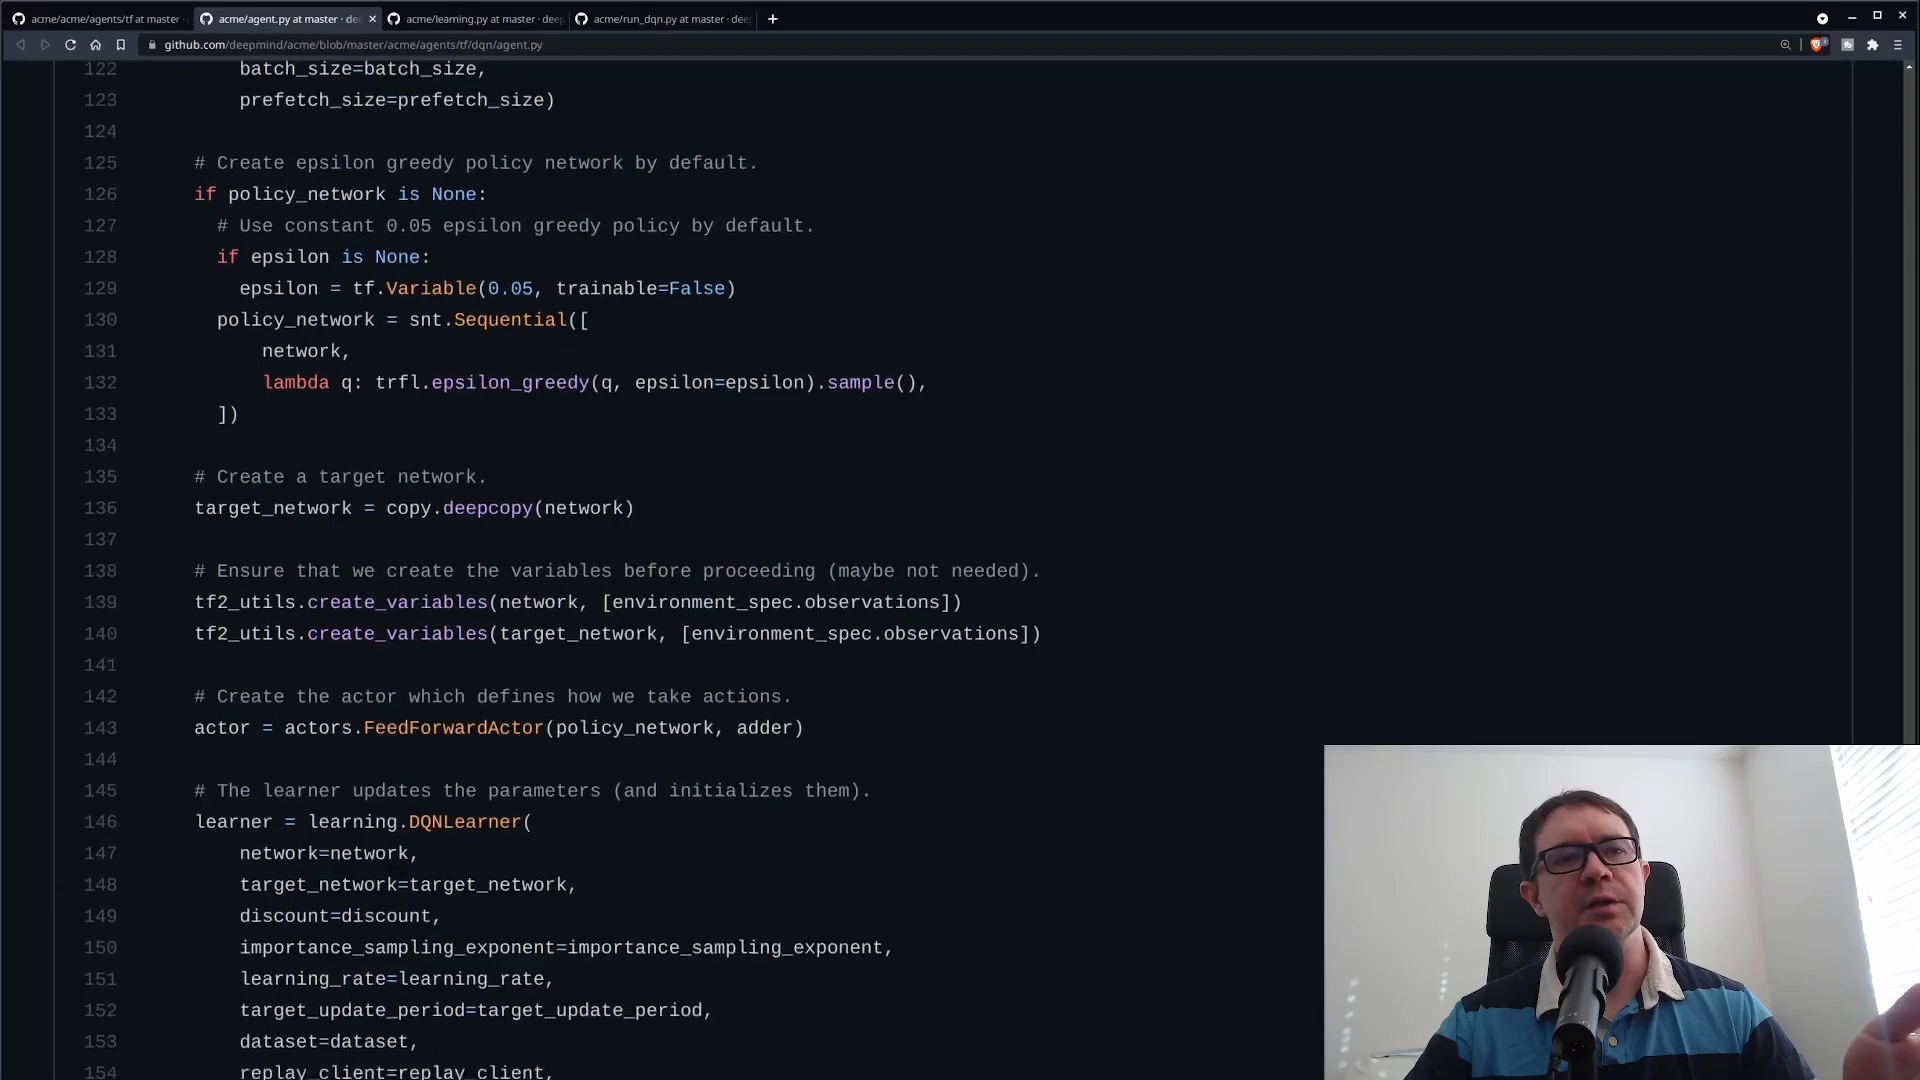 acme/acme/agents/tf at master ·
acme/agent.py at master · de
acme/learning.py at master · deep
acme/run_dqn.py at master · deep
github.com/deepmind/acme/blob/master/acme/agents/tf/dqn/agent.py
122 batch_size=batch_size,
123 prefetch_size=prefetch_size)
124
125 # Create epsilon greedy policy network by default.
126 if policy_network is None:
127 # Use constant 0.05 epsilon greedy policy by default.
128 if epsilon is None:
129 epsilon = tf.Variable(0.05, trainable=False)
130 policy_network = snt.Sequential([
131 network,
132 lambda q: trfl.epsilon_greedy(q, epsilon=epsilon).sample(),
133 ])
134
135 # Create a target network.
136 target_network = copy.deepcopy(network)
137
138 # Ensure that we create the variables before proceeding (maybe not needed).
139 tf2_utils.create_variables(network, [environment_spec.observations])
140 tf2_utils.create_variables(target_network, [environment_spec.observations])
141
142 # Create the actor which defines how we take actions.
143 actor = actors.FeedForwardActor(policy_network, adder)
144
145 # The learner updates the parameters (and initializes them).
146 learner = learning.DQNLearner(
147 network=network,
148 target_network=target_network,
149 discount=discount,
150 importance_sampling_exponent=importance_sampling_exponent,
151 learning_rate=learning_rate,
152 target_update_period=target_update_period,
153 dataset=dataset,
154 replay_client=replay_client,